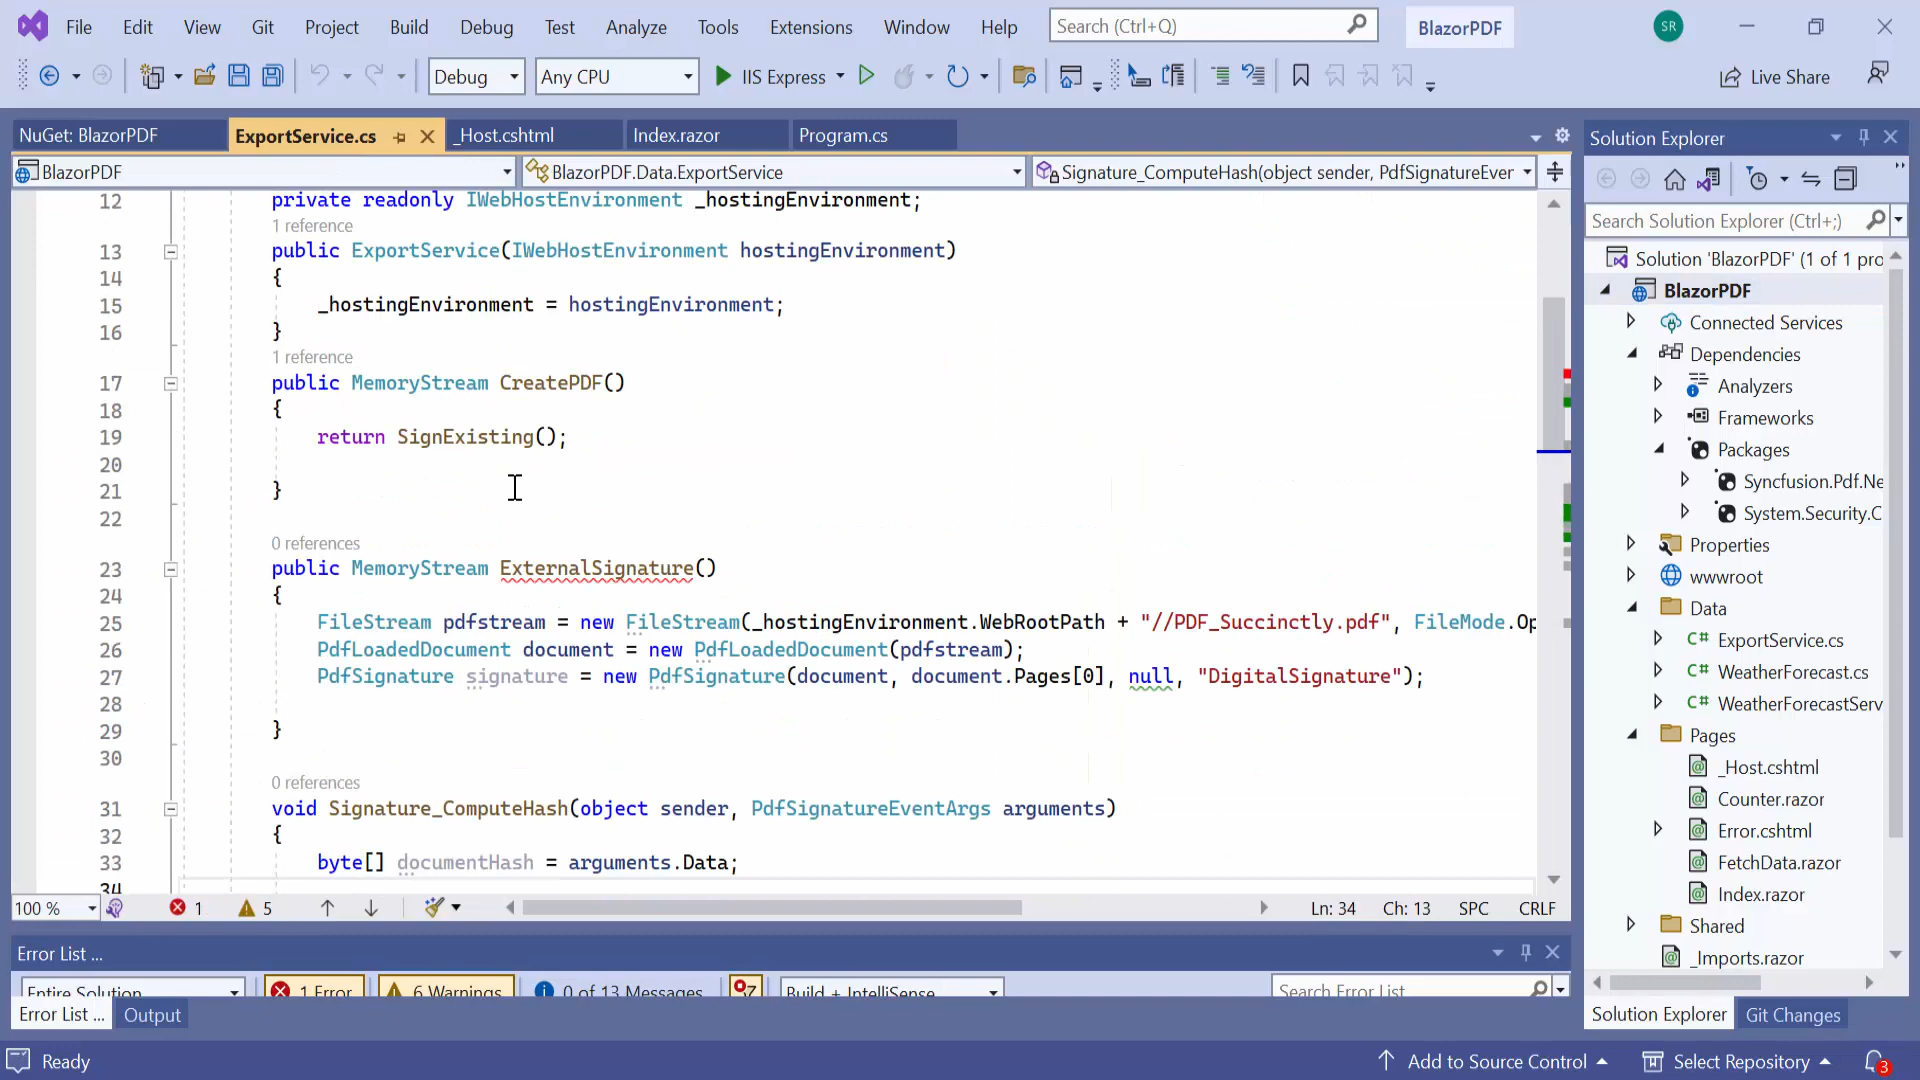 File Edit View Git Project Build Debug Test Analyze Tools Extensions Window Help Search (Ctrl+Q) BlazorPDF SR
Debug Any CPU IIS Express Live Share
NuGet: BlazorPDF ExportService.cs _Host.cshtml Index.razor Program.cs
BlazorPDF BlazorPDF.Data.ExportService Signature_ComputeHash(object sender, PdfSignatureEver
12 private readonly IWebHostEnvironment _hostingEnvironment;
1 reference
13 public ExportService(IWebHostEnvironment hostingEnvironment)
14 {
15 _hostingEnvironment = hostingEnvironment;
16 }
1 reference
17 public MemoryStream CreatePDF()
18 {
19 return SignExisting();
20
21 }
22
0 references
23 public MemoryStream ExternalSignature()
24 {
25 FileStream pdfstream = new FileStream(_hostingEnvironment.WebRootPath + "//PDF_Succinctly.pdf", FileMode.Op
26 PdfLoadedDocument document = new PdfLoadedDocument(pdfstream);
27 PdfSignature signature = new PdfSignature(document, document.Pages[0], null, "DigitalSignature");
28
29 }
30
0 references
31 void Signature_ComputeHash(object sender, PdfSignatureEventArgs arguments)
32 {
33 byte[] documentHash = arguments.Data;
34
100 % 1 5 Ln: 34 Ch: 13 SPC CRLF
Error List ...
Entire Solution 1 Error 6 Warnings 0 of 13 Messages Build + IntelliSense Search Error List
Error List ... Output
Solution Explorer
Search Solution Explorer (Ctrl+;)
Solution 'BlazorPDF' (1 of 1 pro
BlazorPDF
Connected Services
Dependencies
Analyzers
Frameworks
Packages
Syncfusion.Pdf.Ne
System.Security.C
Properties
wwwroot
Data
C# ExportService.cs
C# WeatherForecast.cs
C# WeatherForecastServ
Pages
_Host.cshtml
Counter.razor
Error.cshtml
FetchData.razor
Index.razor
Shared
_Imports.razor
Solution Explorer Git Changes
Ready Add to Source Control Select Repository 3